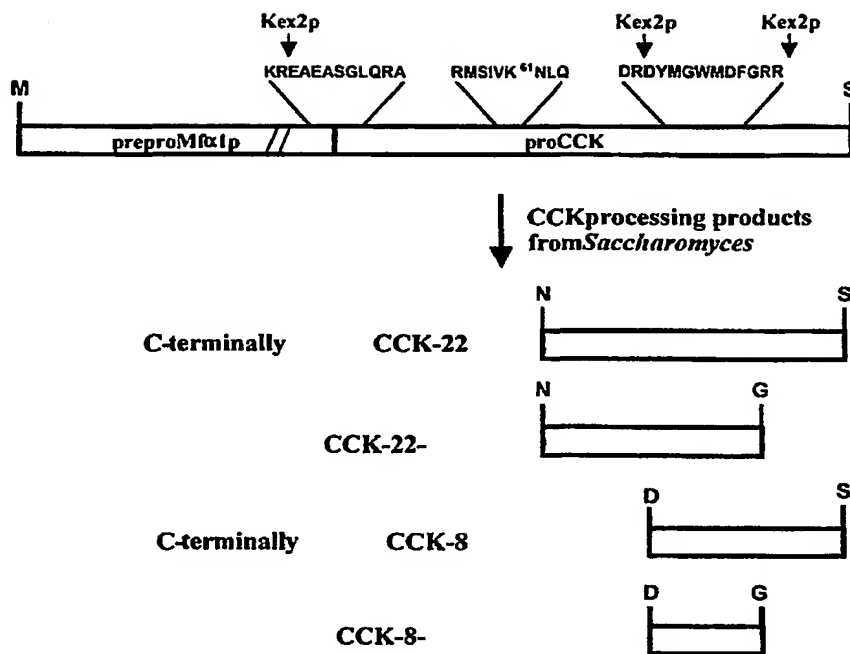 Kex2p Kex2p Kex2p
KREAEASGLQRA RMSIVK ⁶¹NLQ DRDYMGWMDFGRR
M S
preproMfα1p // proCCK
CCKprocessing products
fromSaccharomyces
N S
C-terminally CCK-22
N G
CCK-22-
D S
C-terminally CCK-8
D G
CCK-8-